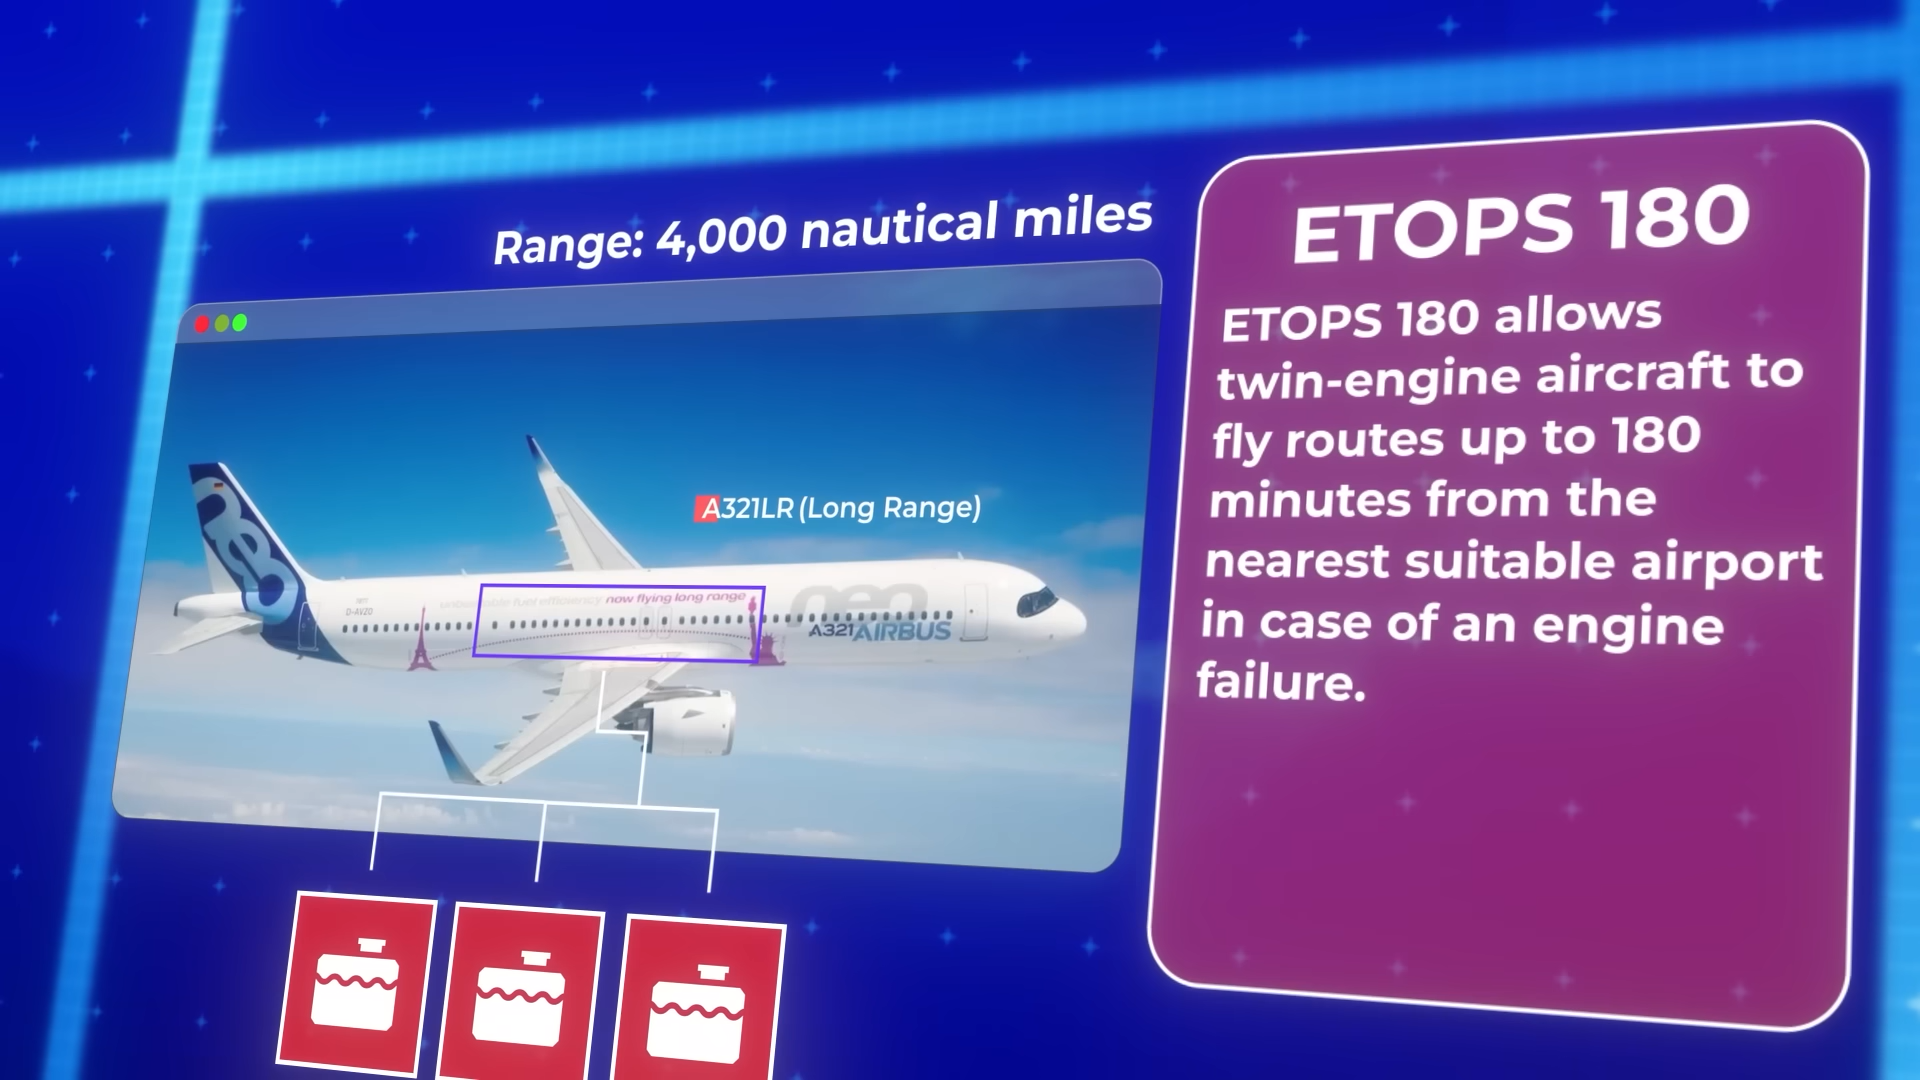 Range: 4,000 nautical miles
A321LR (Long Range)
neo
now flying long range
D-AVZO
neo
A321 AIRBUS
ETOPS 180
ETOPS 180 allows
twin-engine aircraft to
fly routes up to 180
minutes from the
nearest suitable airport
in case of an engine
failure.